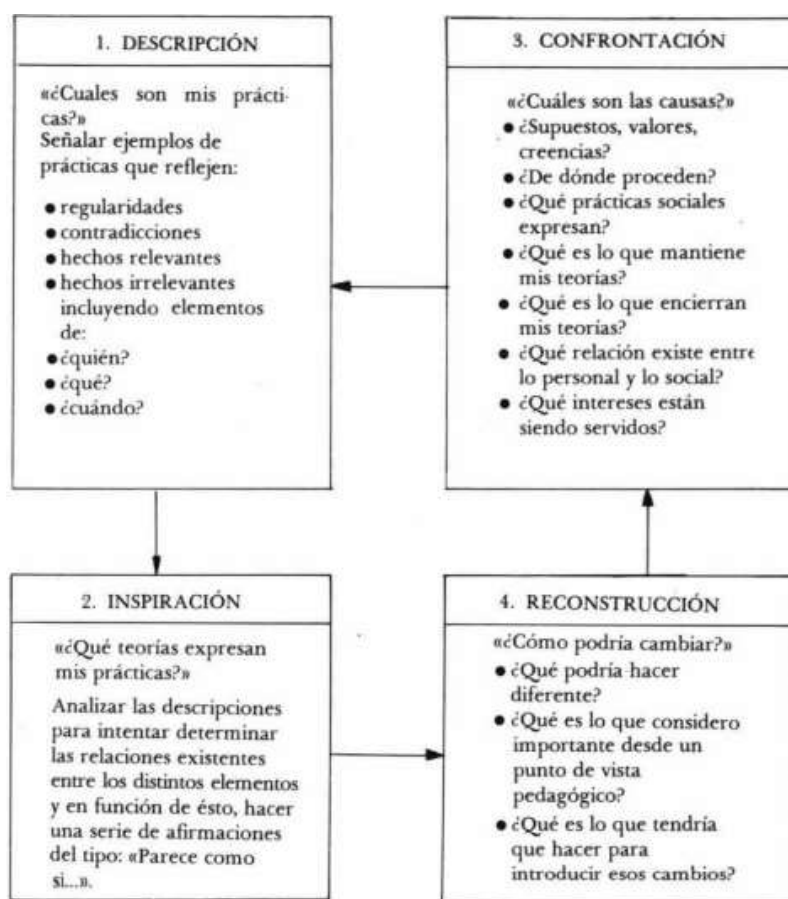 1. DESCRIPCIÓN
«¿Cuales son mis prácti-
cas?»
Señalar ejemplos de
prácticas que reflejen:
● regularidades
● contradicciones
● hechos relevantes
● hechos irrelevantes
incluyendo elementos
de:
● ¿quién?
● ¿qué?
● ¿cuándo?
2. INSPIRACIÓN
«¿Qué teorías expresan
mis prácticas?»
Analizar las descripciones
para intentar determinar
las relaciones existentes
entre los distintos elementos
y en función de ésto, hacer
una serie de afirmaciones
del tipo: «Parece como
si...».
3. CONFRONTACIÓN
«¿Cuáles son las causas?»
● ¿Supuestos, valores,
creencias?
● ¿De dónde proceden?
● ¿Qué prácticas sociales
expresan?
● ¿Qué es lo que mantiene
mis teorías?
● ¿Qué es lo que encierran
mis teorías?
● ¿Qué relación existe entre
lo personal y lo social?
● ¿Qué intereses están
siendo servidos?
4. RECONSTRUCCIÓN
«¿Cómo podría cambiar?»
● ¿Qué podría hacer
diferente?
● ¿Qué es lo que considero
importante desde un
punto de vista
pedagógico?
● ¿Qué es lo que tendría
que hacer para
introducir esos cambios?